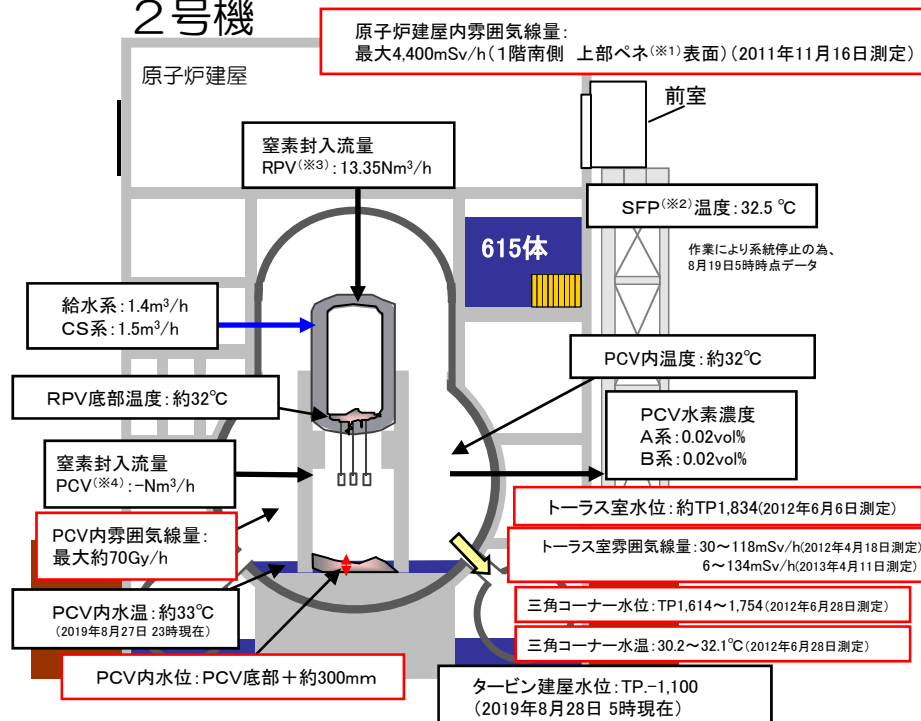 2号機
原子炉建屋内雰囲気線量:
最大4,400mSv/h(1階南側 上部ペネ(※1)表面)(2011年11月16日測定)
原子炉建屋
前室
窒素封入流量
RPV(※3):13.35Nm³/h
SFP(※2)温度:32.5 ℃
作業により系統停止の為、
8月19日5時時点データ
615体
給水系:1.4m³/h
CS系:1.5m³/h
PCV内温度:約32℃
RPV底部温度:約32℃
PCV水素濃度
A系:0.02vol%
B系:0.02vol%
窒素封入流量
PCV(※4):-Nm³/h
トーラス室水位:約TP1,834(2012年6月6日測定)
PCV内雰囲気線量:
最大約70Gy/h
トーラス室雰囲気線量:30~118mSv/h(2012年4月18日測定)
6~134mSv/h(2013年4月11日測定)
PCV内水温:約33℃
(2019年8月27日 23時現在)
三角コーナー水位:TP1,614~1,754(2012年6月28日測定)
三角コーナー水温:30.2~32.1℃(2012年6月28日測定)
PCV内水位:PCV底部+約300mm
タービン建屋水位:TP.-1,100
(2019年8月28日 5時現在)